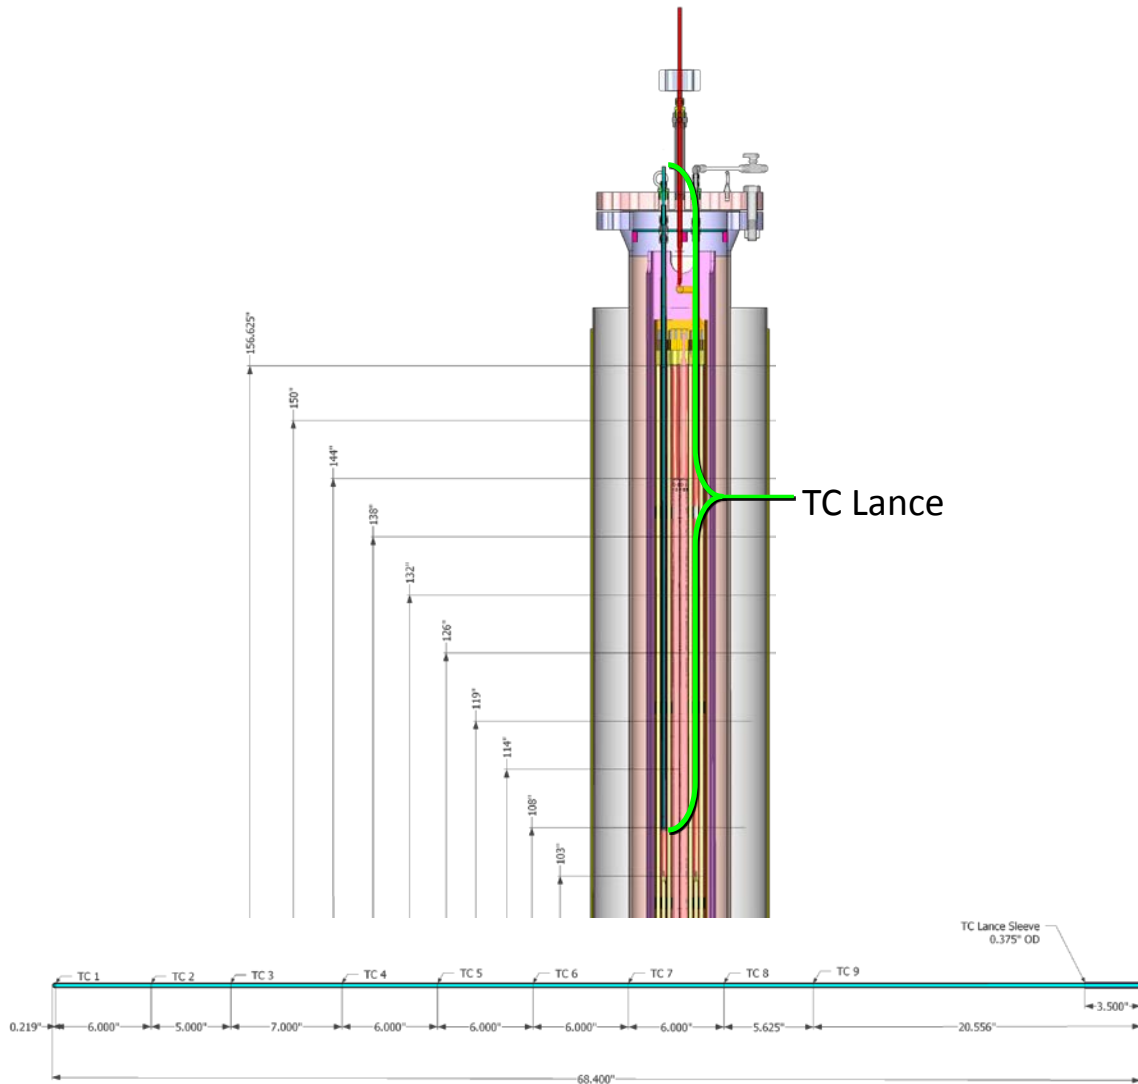 156.625"
150"
144"
138"
132"
126"
119"
114"
108"
103"
TC Lance
TC Lance Sleeve
0.375" OD
TC 1
TC 2
TC 3
TC 4
TC 5
TC 6
TC 7
TC 8
TC 9
3.500"
0.219"
6.000"
5.000"
7.000"
6.000"
6.000"
6.000"
6.000"
5.625"
20.556"
68.400"